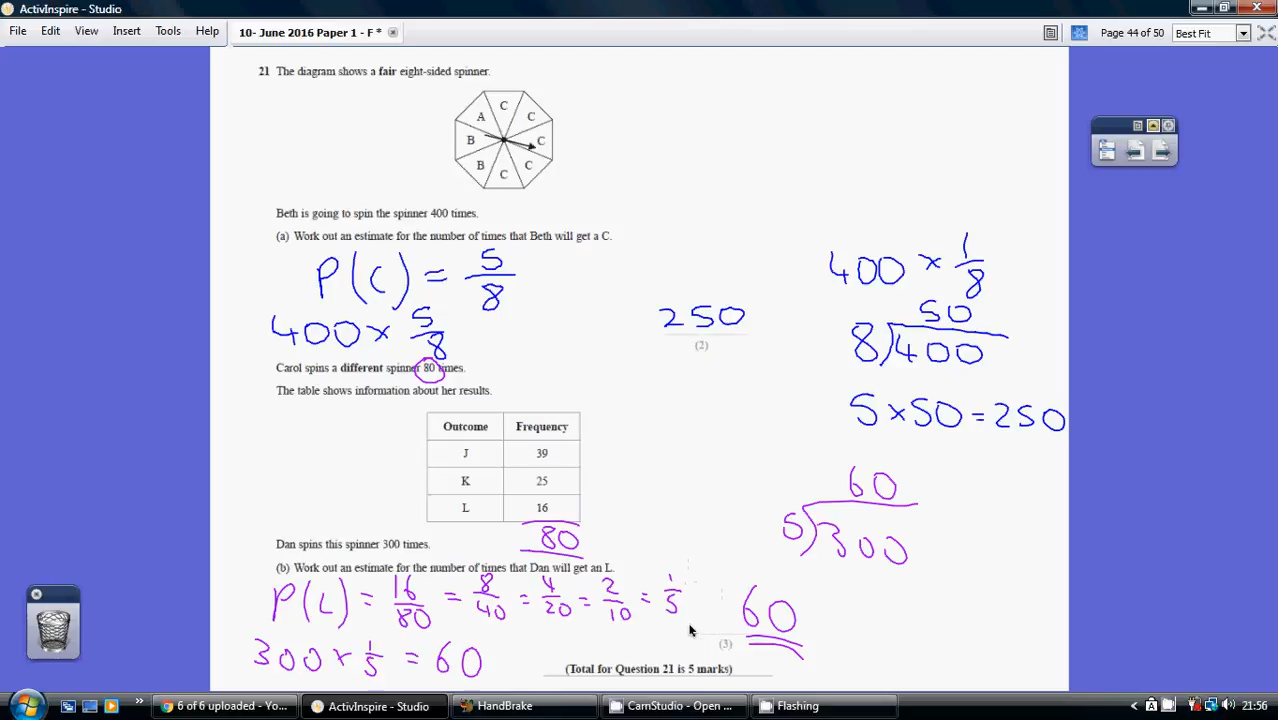 ActivInspire - Studio
File Edit View Insert Tools Help 10- June 2016 Paper 1 - F * Page 44 of 50 Best Fit
21 The diagram shows a fair eight-sided spinner.
C
A C
B C
B C
C
Beth is going to spin the spinner 400 times.
(a) Work out an estimate for the number of times that Beth will get a C.
P(C) = 5/8
400 × 1/8
400 × 5/8
250
50
8)400
(2)
Carol spins a different spinner 80 times.
The table shows information about her results.
5 × 50 = 250
Outcome Frequency
J 39
K 25
L 16
80
60
5)300
Dan spins this spinner 300 times.
(b) Work out an estimate for the number of times that Dan will get an L.
P(L) = 16/80 = 8/40 = 4/20 = 2/10 = 1/5
60
300 × 1/5 = 60
(3)
(Total for Question 21 is 5 marks)
6 of 6 uploaded - Yo... ActivInspire - Studio HandBrake CamStudio - Open ... Flashing 21:56